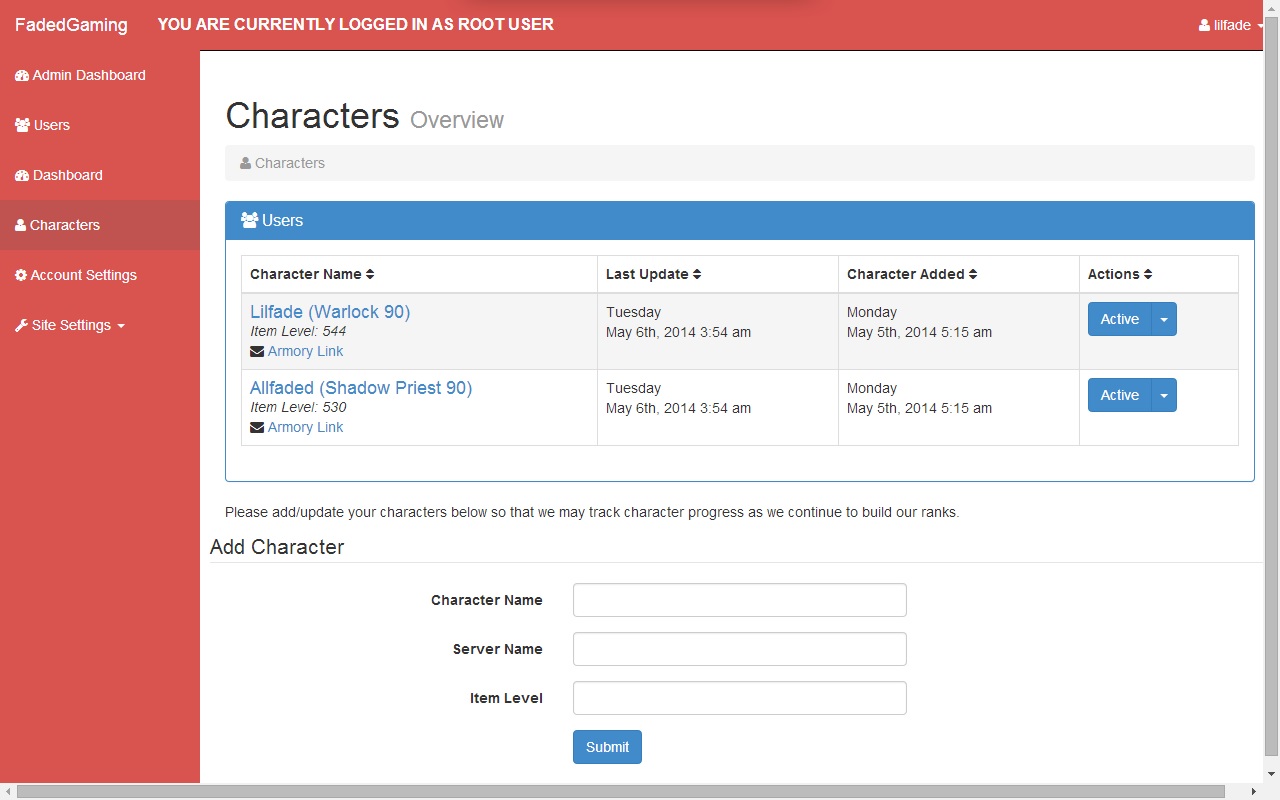 FadedGaming YOU ARE CURRENTLY LOGGED IN AS ROOT USER lilfade
Admin Dashboard
Users
Dashboard
Characters
Account Settings
Site Settings
Characters Overview
Characters
Users
Character Name Last Update Character Added Actions
Lilfade (Warlock 90)
Item Level: 544
Armory Link
Tuesday
May 6th, 2014 3:54 am
Monday
May 5th, 2014 5:15 am
Active
Allfaded (Shadow Priest 90)
Item Level: 530
Armory Link
Tuesday
May 6th, 2014 3:54 am
Monday
May 5th, 2014 5:15 am
Active
Please add/update your characters below so that we may track character progress as we continue to build our ranks.
Add Character
Character Name
Server Name
Item Level
Submit